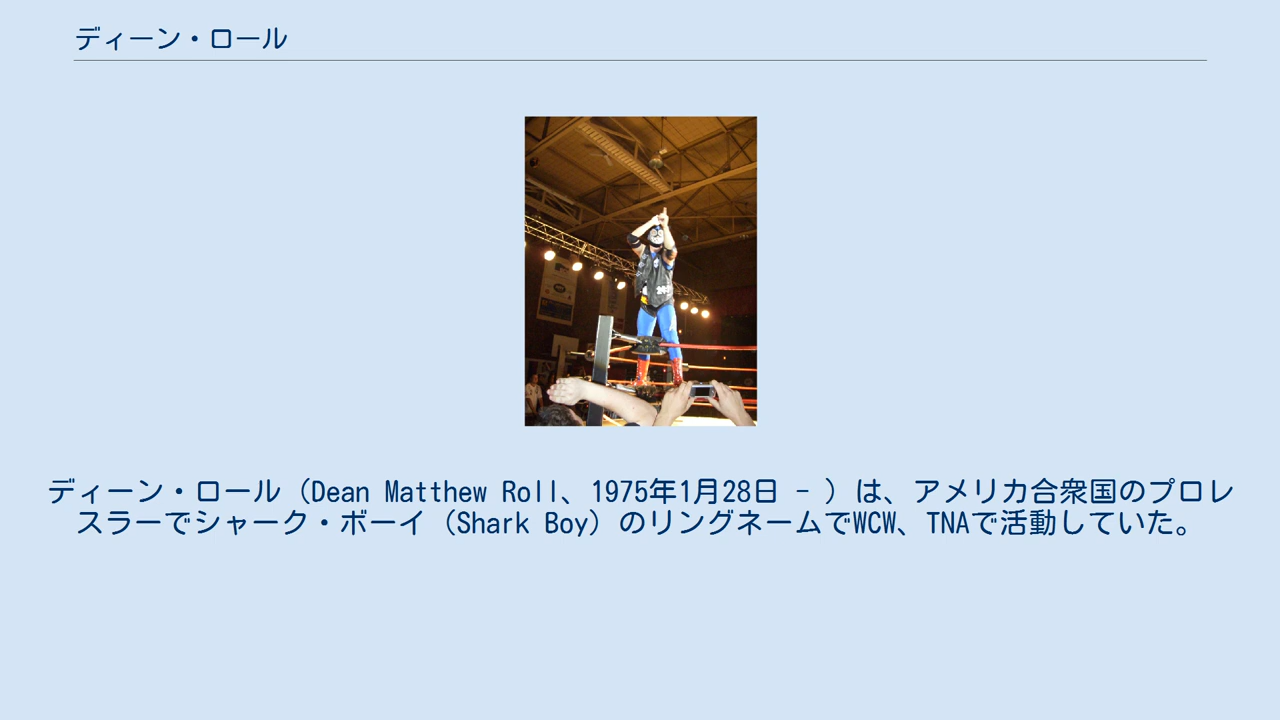 ディーン・ロール
ディーン・ロール（Dean Matthew Roll、1975年1月28日 - ）は、アメリカ合衆国のプロレ
スラーでシャーク・ボーイ（Shark Boy）のリングネームでWCW、TNAで活動していた。